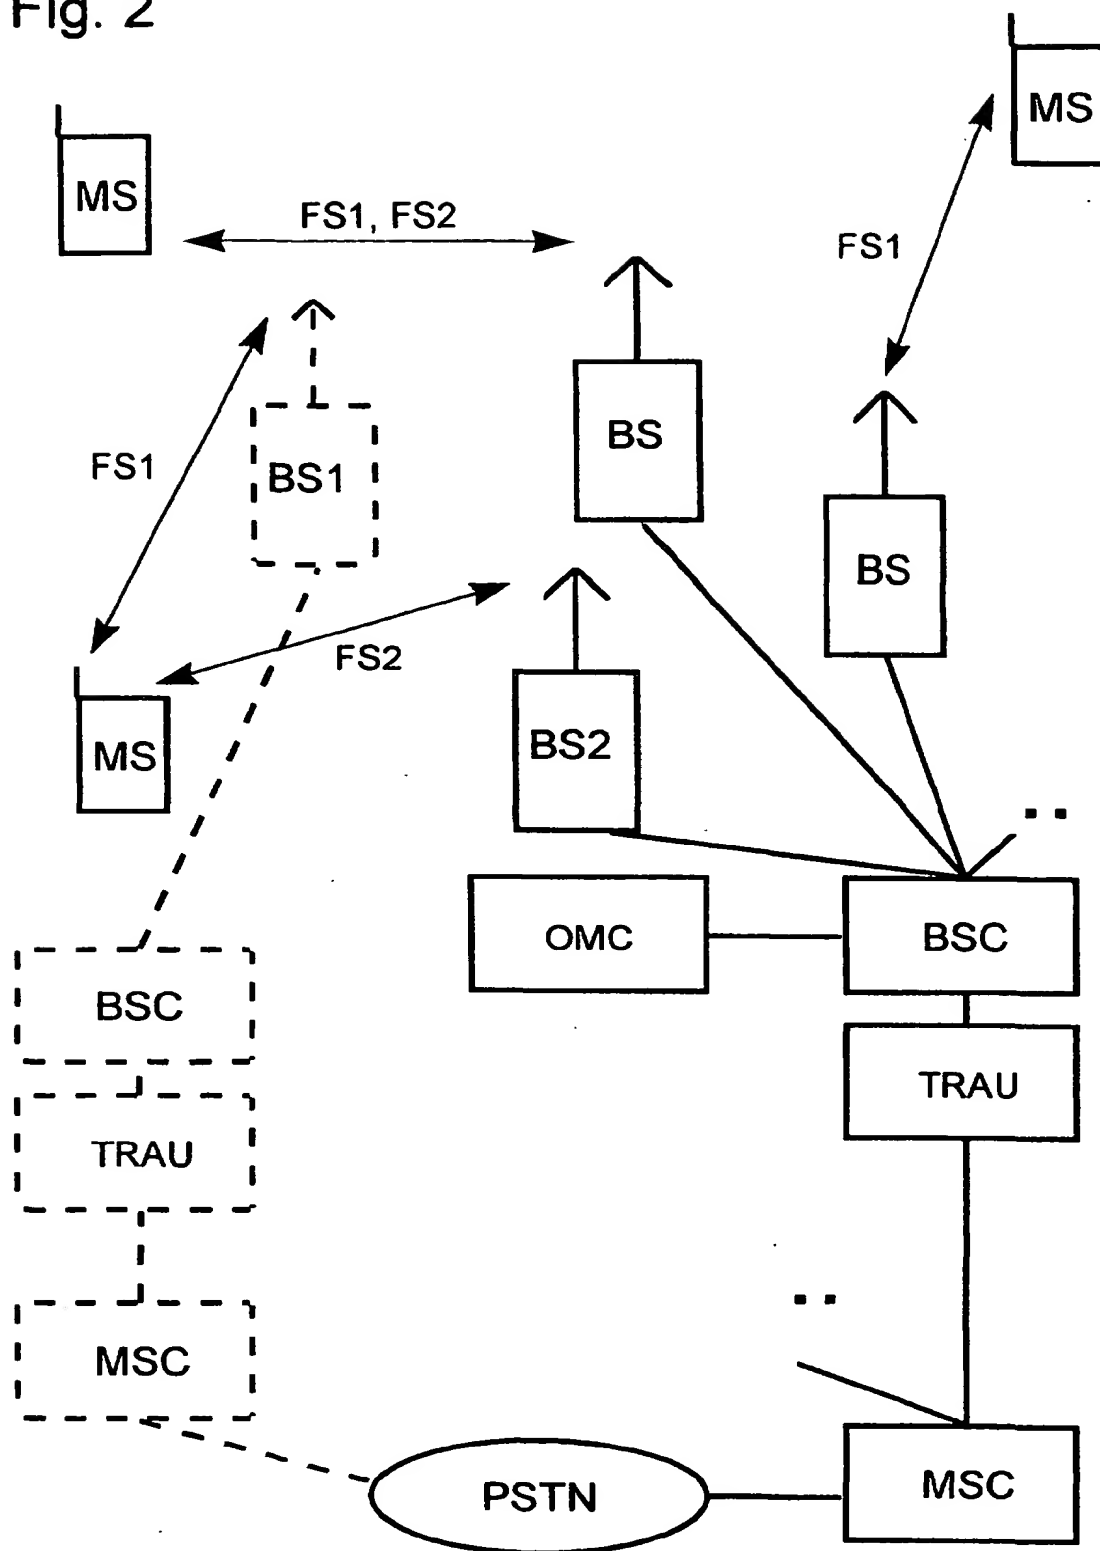 Fig. 2
MS
MS
FS1, FS2
FS1
BS
BS1
FS1
BS
FS2
BS2
MS
OMC
BSC
BSC
TRAU
TRAU
MSC
PSTN
MSC